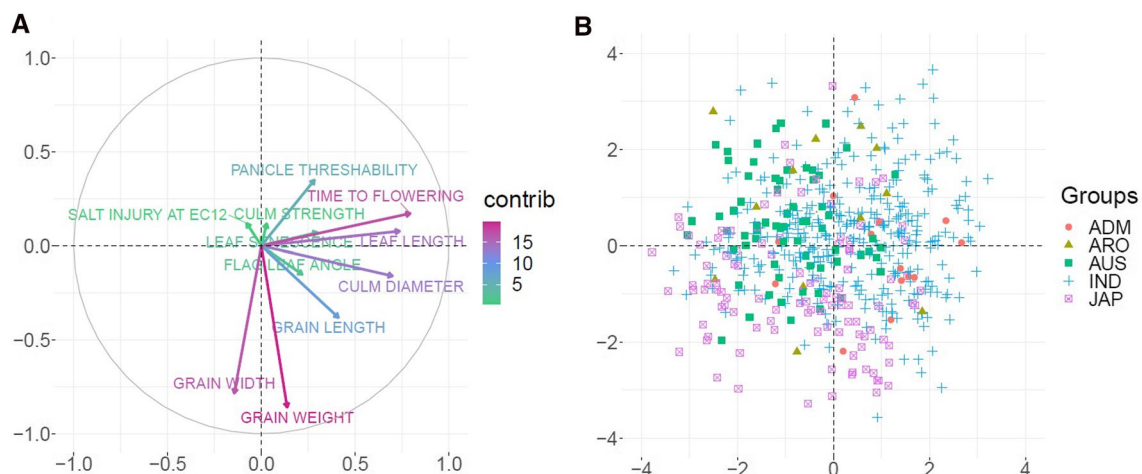 A
1.0
0.5
0.0
−0.5
−1.0
−1.0
−0.5
0.0
0.5
1.0
PANICLE THRESHABILITY
TIME TO FLOWERING
SALT INJURY AT EC12
CULM STRENGTH
LEAF SENESCENCE
LEAF LENGTH
FLAG LEAF ANGLE
CULM DIAMETER
GRAIN LENGTH
GRAIN WIDTH
GRAIN WEIGHT
contrib
15
10
5
B
4
2
0
−2
−4
−4
−2
0
2
4
Groups
ADM
ARO
AUS
IND
JAP